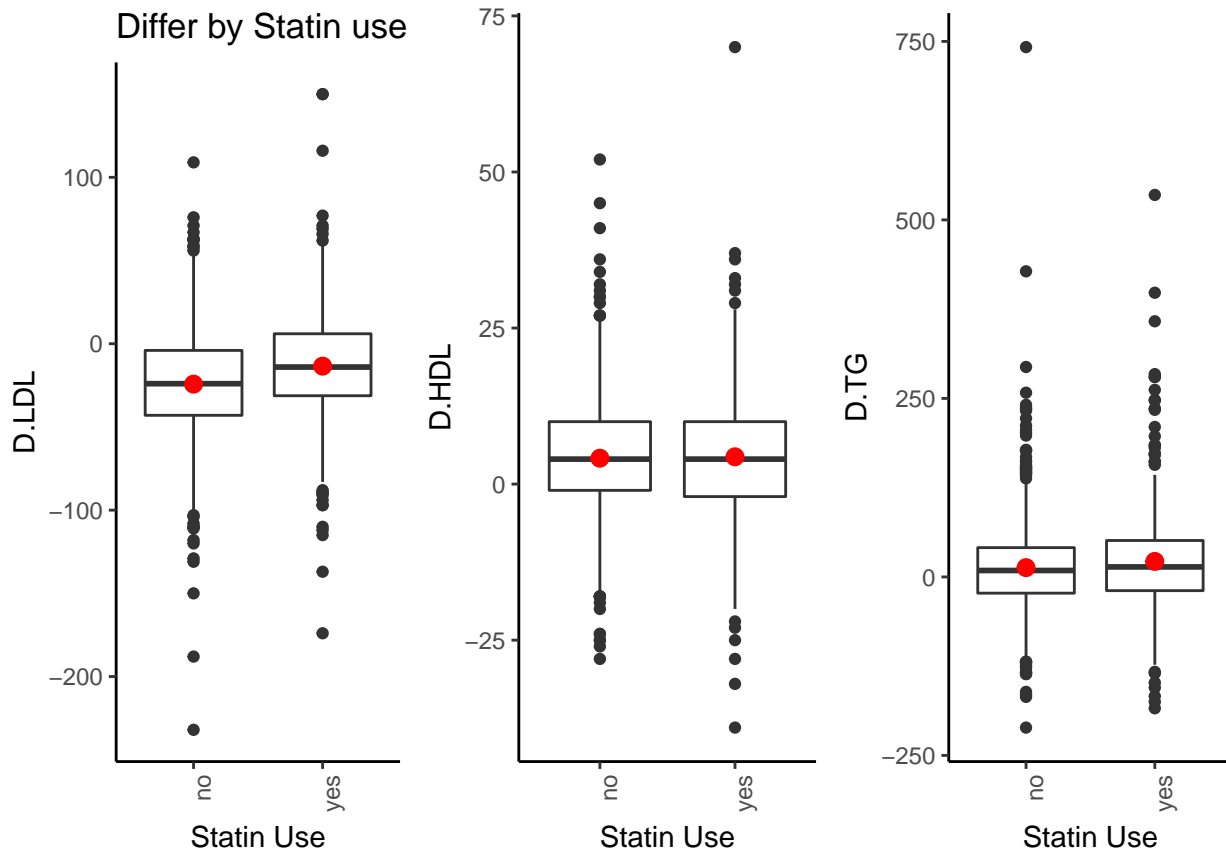 Differ by Statin use
D.LDL
100
0
−100
−200
no
yes
Statin Use
D.HDL
75
50
25
0
−25
no
yes
Statin Use
D.TG
750
500
250
0
−250
no
yes
Statin Use